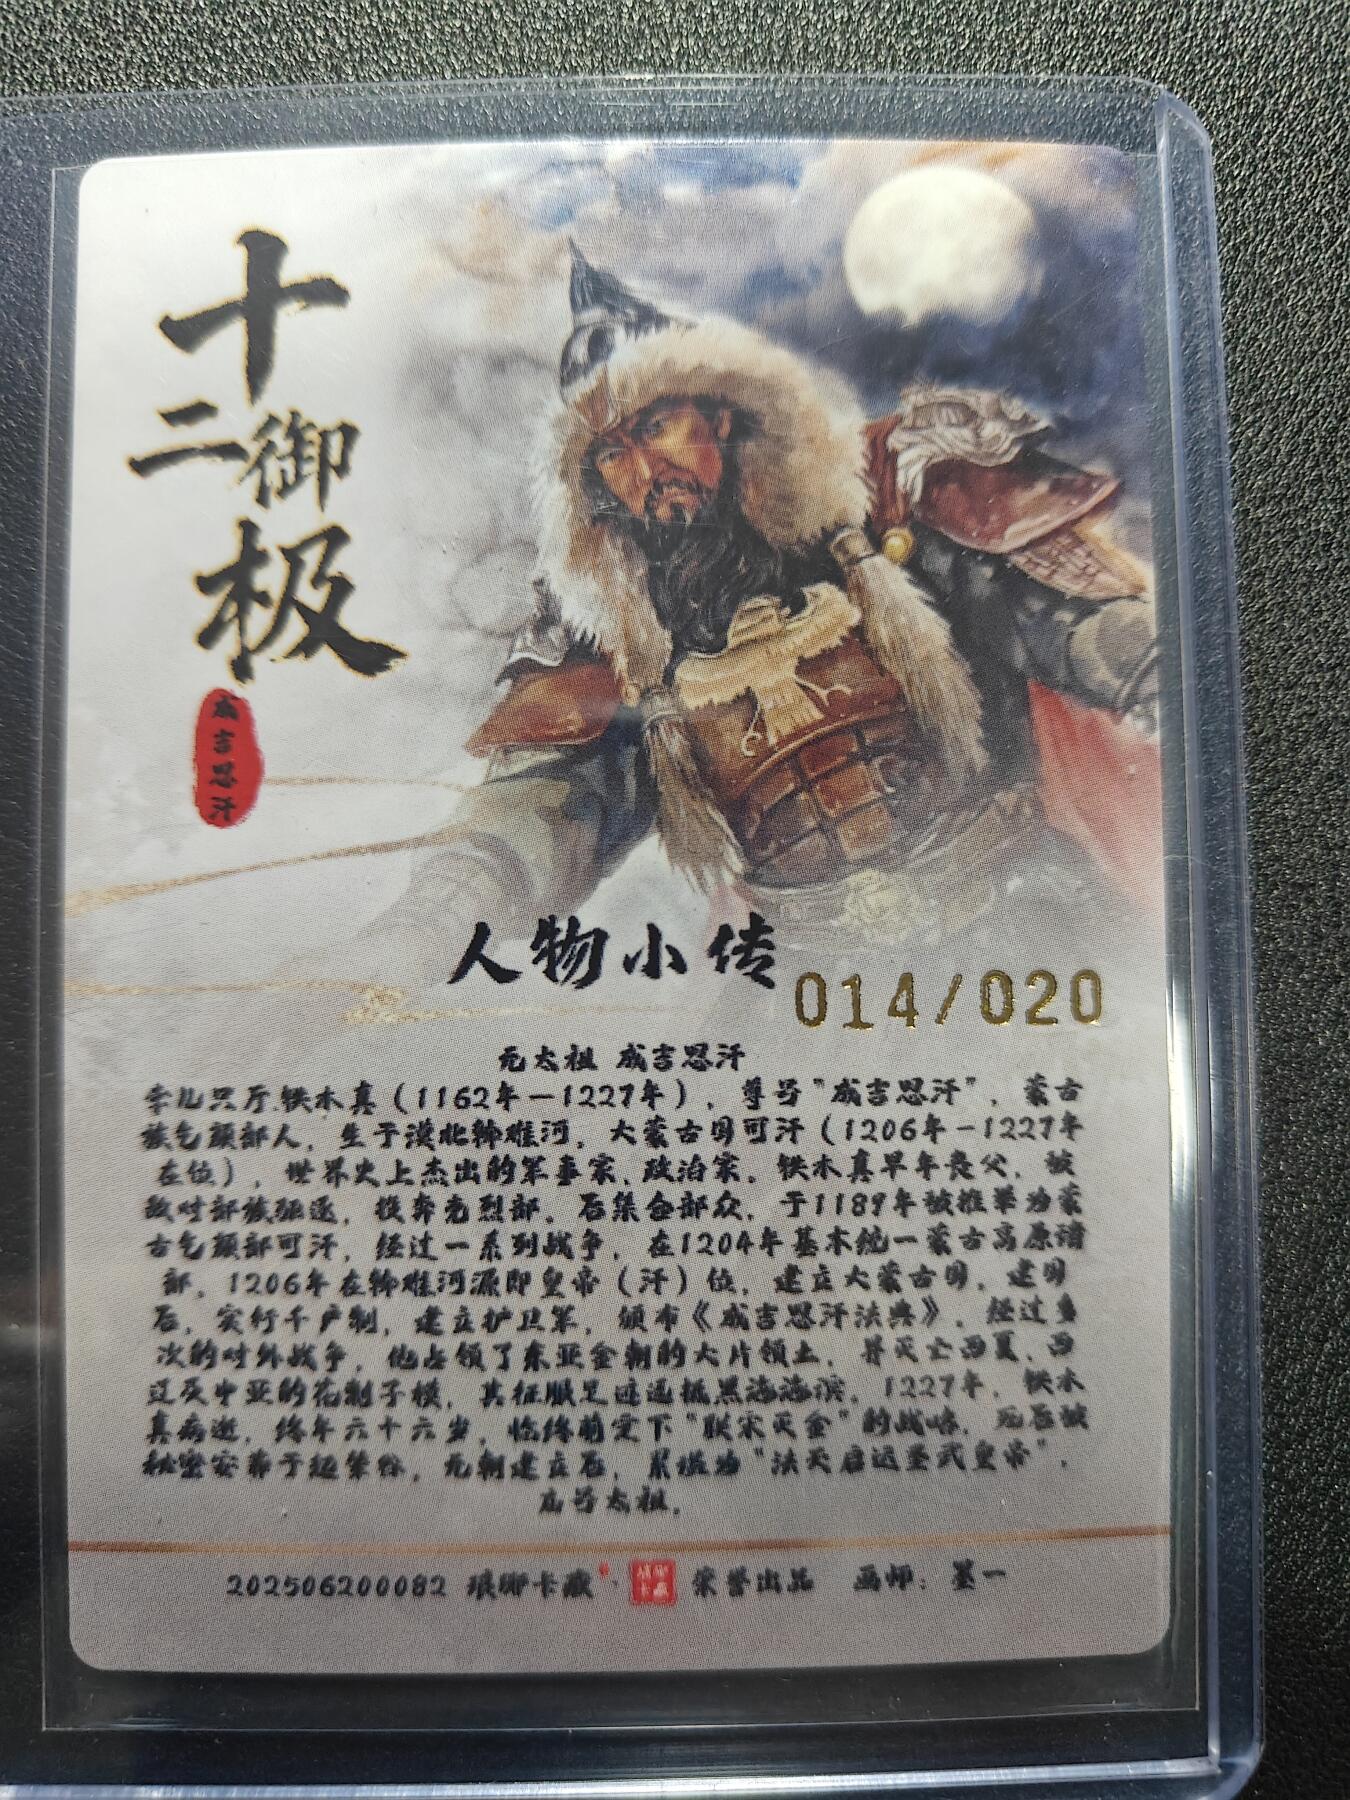 十
二御
极
成吉思汗
人物小传
014/020
元太祖 成吉思汗
孛儿只斤.铁木真（1162年－1227年），尊号"成吉思汗"，蒙古
族乞颜部人，生于漠北斡难河，大蒙古国可汗（1206年－1227年
在位），世界史上杰出的军事家、政治家。铁木真早年丧父，被
敌对部族驱逐，投奔克烈部，后集合部众，于1189年被推举为蒙
古乞颜部可汗，经过一系列战争，在1204年基本统一蒙古高原诸
部，1206年在斡难河源即皇帝（汗）位，建立大蒙古国，建国
后，实行千户制，建立护卫军，颁布《成吉思汗法典》，经过多
次的对外战争，他占领了东亚金朝的大片领土，并灭亡西夏、西
辽及中亚的花剌子模，其征服足迹远抵黑海海滨，1227年，铁木
真病逝，终年六十六岁，临终前定下"联宋灭金"的战略，死后被
秘密安葬于起辇谷，元朝建立后，累谥为"法天启运圣武皇帝"，
庙号太祖。
202506200082 琅琊卡藏· 荣誉出品 画师：墨一